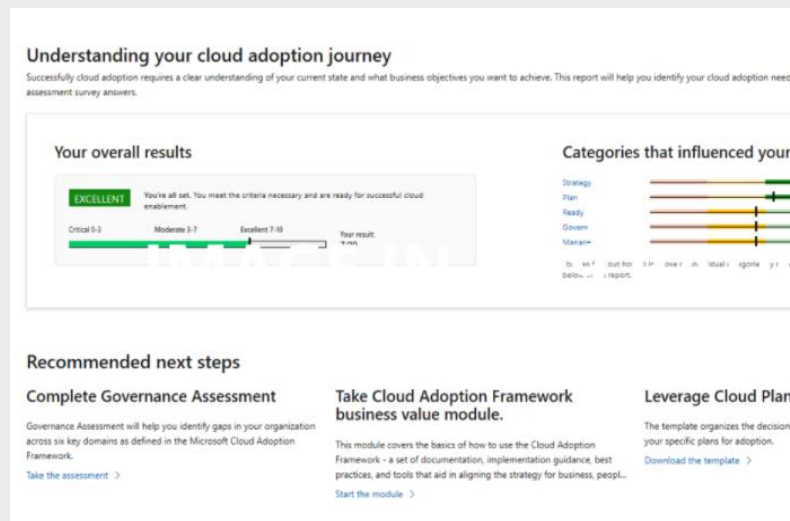 Understanding your cloud adoption journey
Successfully cloud adoption requires a clear understanding of your current state and what business objectives you want to achieve. This report will help you identify your cloud adoption need
assessment survey answers.
Your overall results
EXCELLENT
You're all set. You meet the criteria necessary and are ready for successful cloud
enablement.
Critical 0-3 Moderate 3-7 Excellent 7-10
Your result:
Categories that influenced your
Strategy
Plan
Ready
Govern
Manage
below
report.
Recommended next steps
Complete Governance Assessment
Governance Assessment will help you identify gaps in your organization
across six key domains as defined in the Microsoft Cloud Adoption
Framework.
Take the assessment >
Take Cloud Adoption Framework
business value module.
This module covers the basics of how to use the Cloud Adoption
Framework - a set of documentation, implementation guidance, best
practices, and tools that aid in aligning the strategy for business, peopl...
Start the module >
Leverage Cloud Plan
The template organizes the decision
your specific plans for adoption.
Download the template >